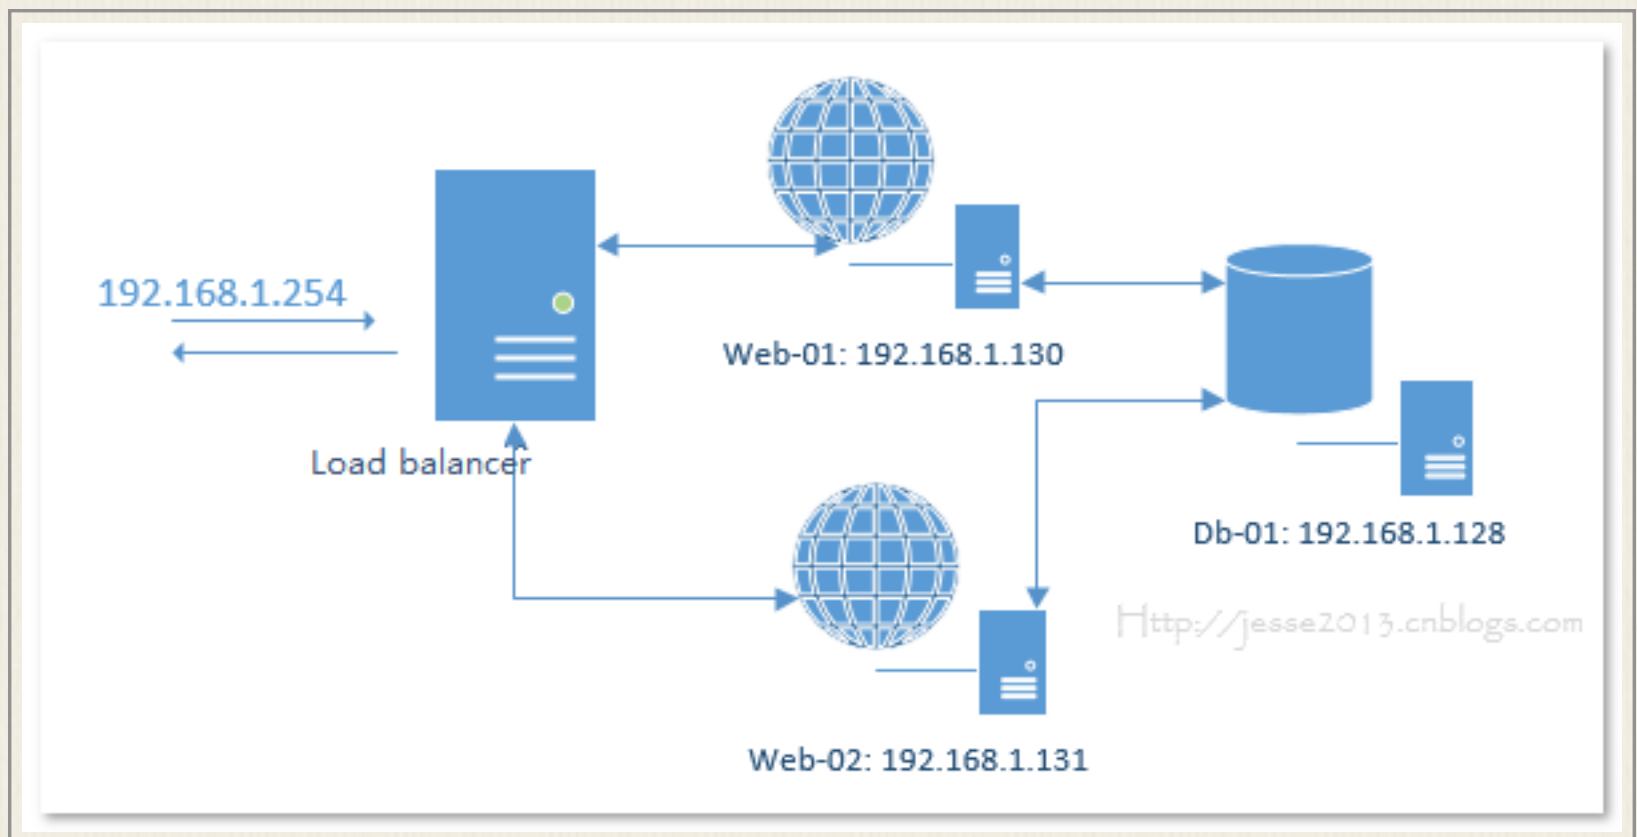 192.168.1.254
Load balancer
Web-01: 192.168.1.130
Db-01: 192.168.1.128
Http://jesse2013.cnblogs.com
Web-02: 192.168.1.131